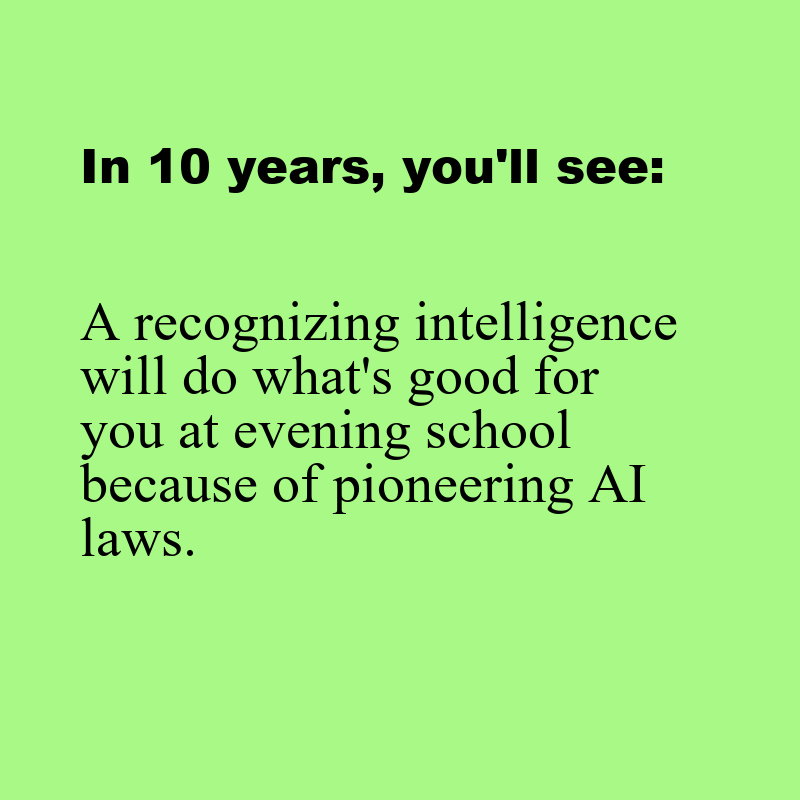 In 10 years, you'll see:
A recognizing intelligence
will do what's good for
you at evening school
because of pioneering AI
laws.